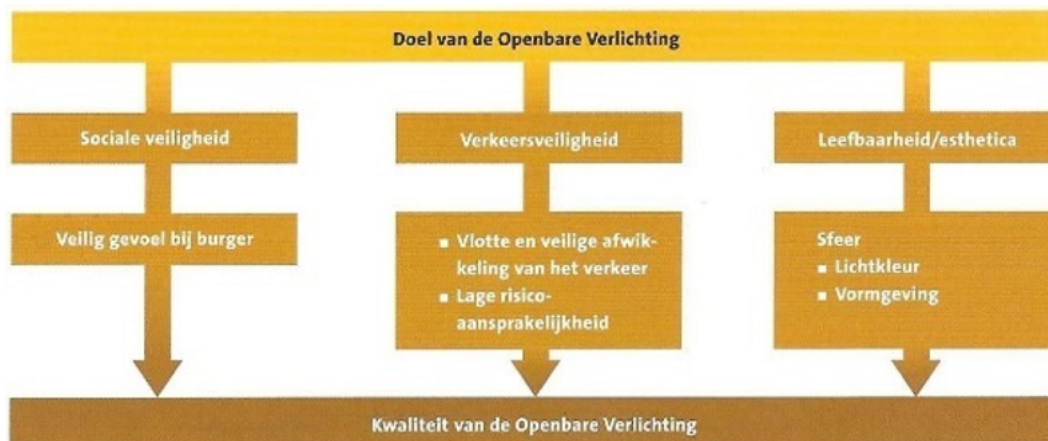 Doel van de Openbare Verlichting
Sociale veiligheid
Verkeersveiligheid
Leefbaarheid/esthetica
Veilig gevoel bij burger
▪ Vlotte en veilige afwik-
keling van het verkeer
▪ Lage risico-
aansprakelijkheid
Sfeer
▪ Lichtkleur
▪ Vormgeving
Kwaliteit van de Openbare Verlichting